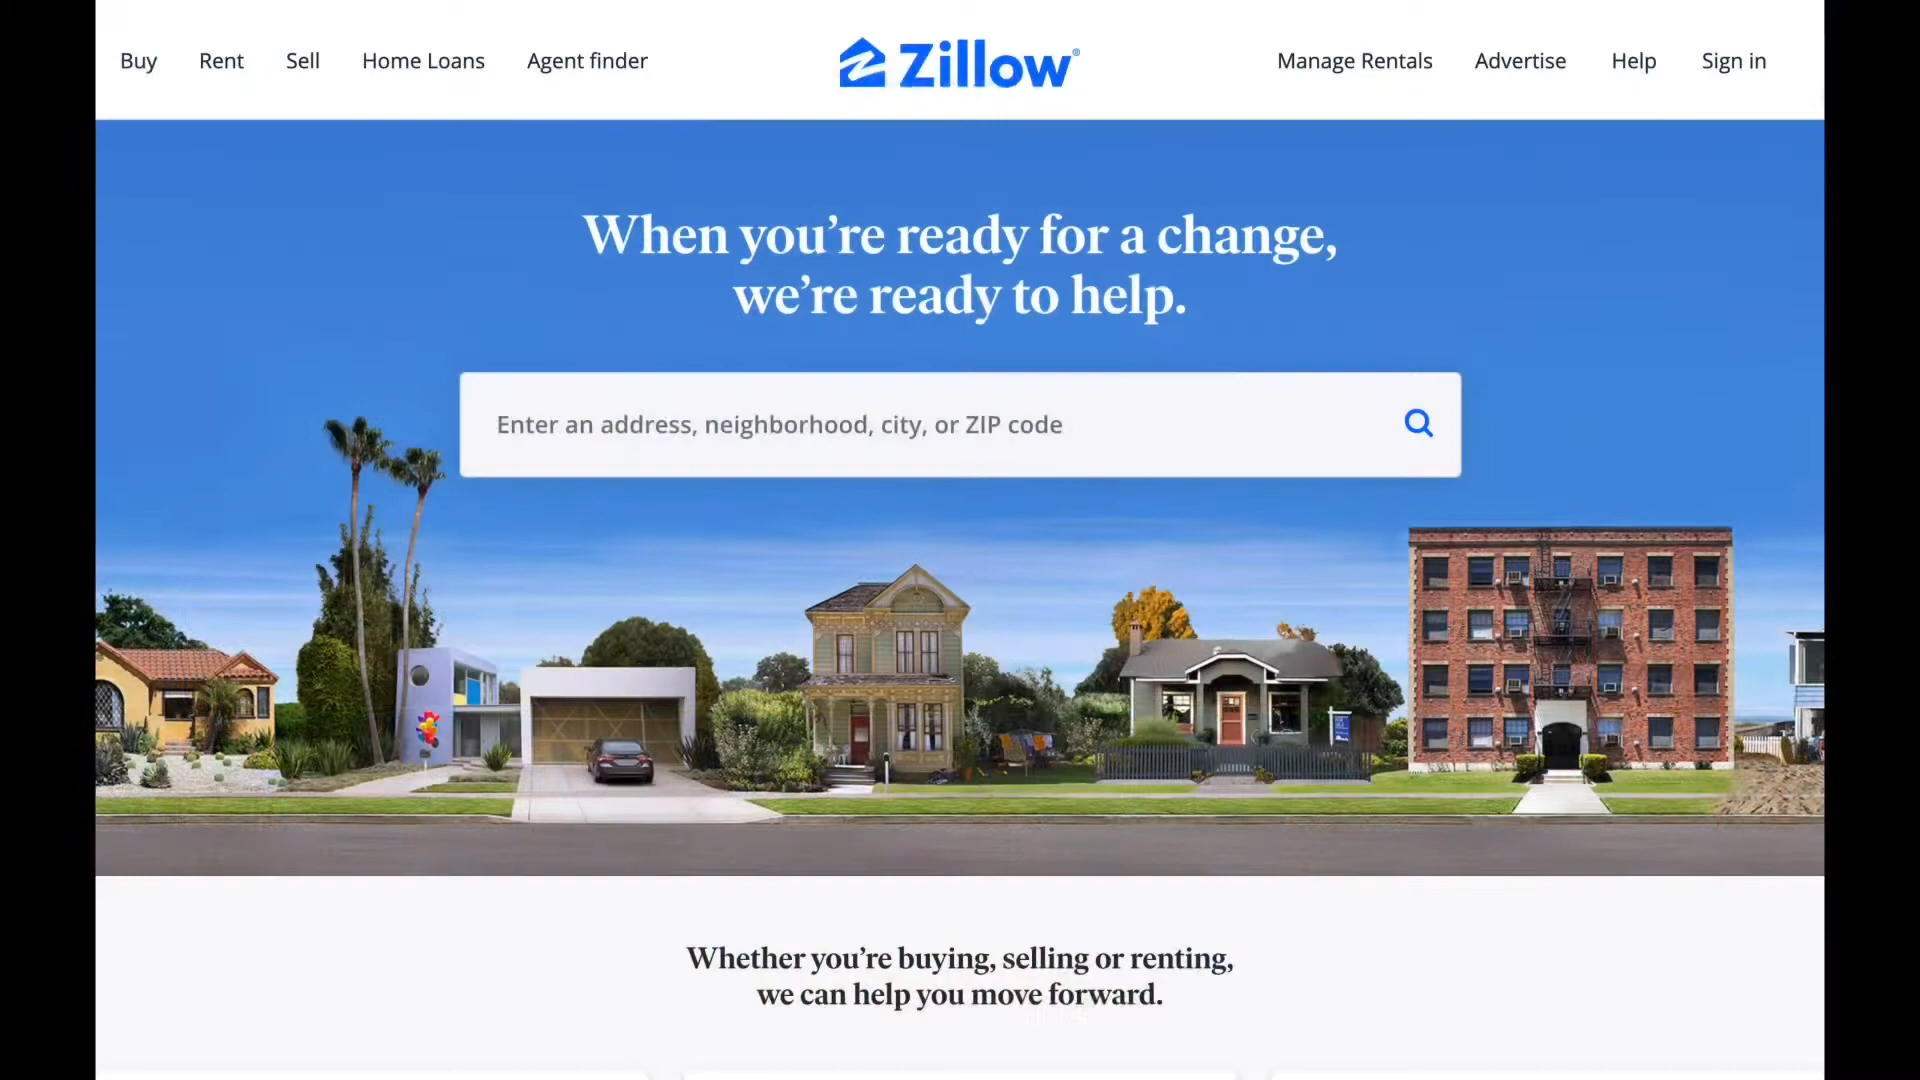 Buy Rent Sell Home Loans Agent finder Zillow® Manage Rentals Advertise Help Sign in
When you’re ready for a change,
we’re ready to help.
Enter an address, neighborhood, city, or ZIP code
Whether you’re buying, selling or renting,
we can help you move forward.